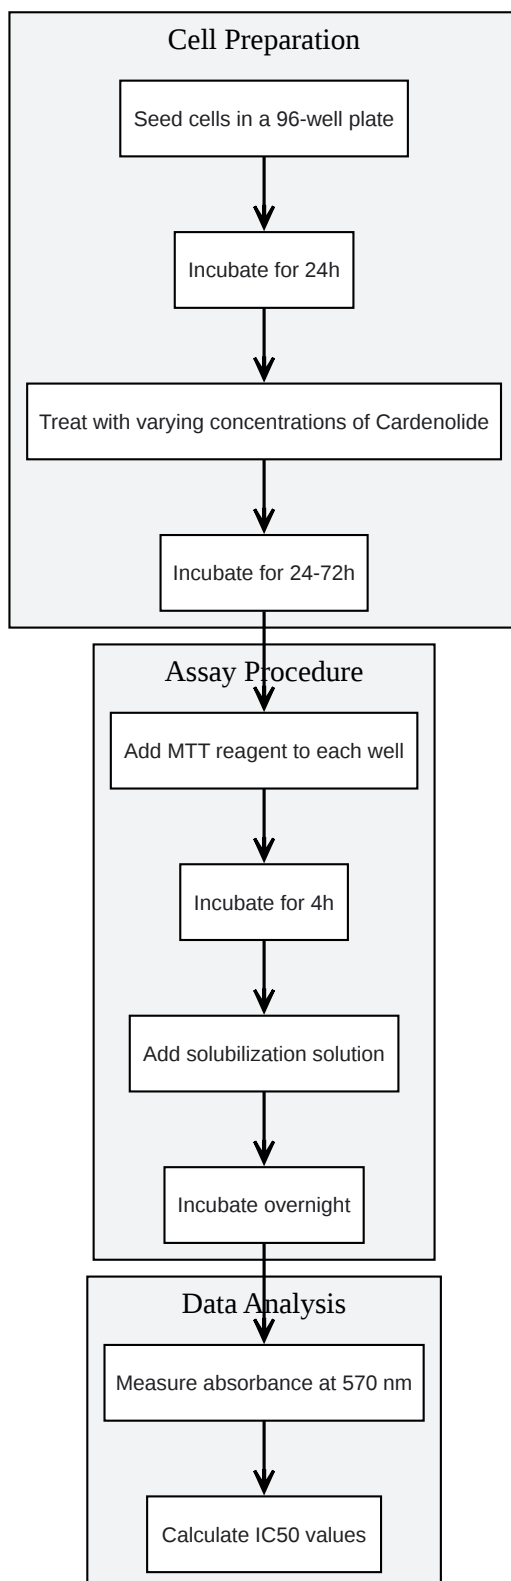 Cell Preparation
Seed cells in a 96-well plate
Incubate for 24h
Treat with varying concentrations of Cardenolide
Incubate for 24-72h
Assay Procedure
Add MTT reagent to each well
Incubate for 4h
Add solubilization solution
Incubate overnight
Data Analysis
Measure absorbance at 570 nm
Calculate IC50 values